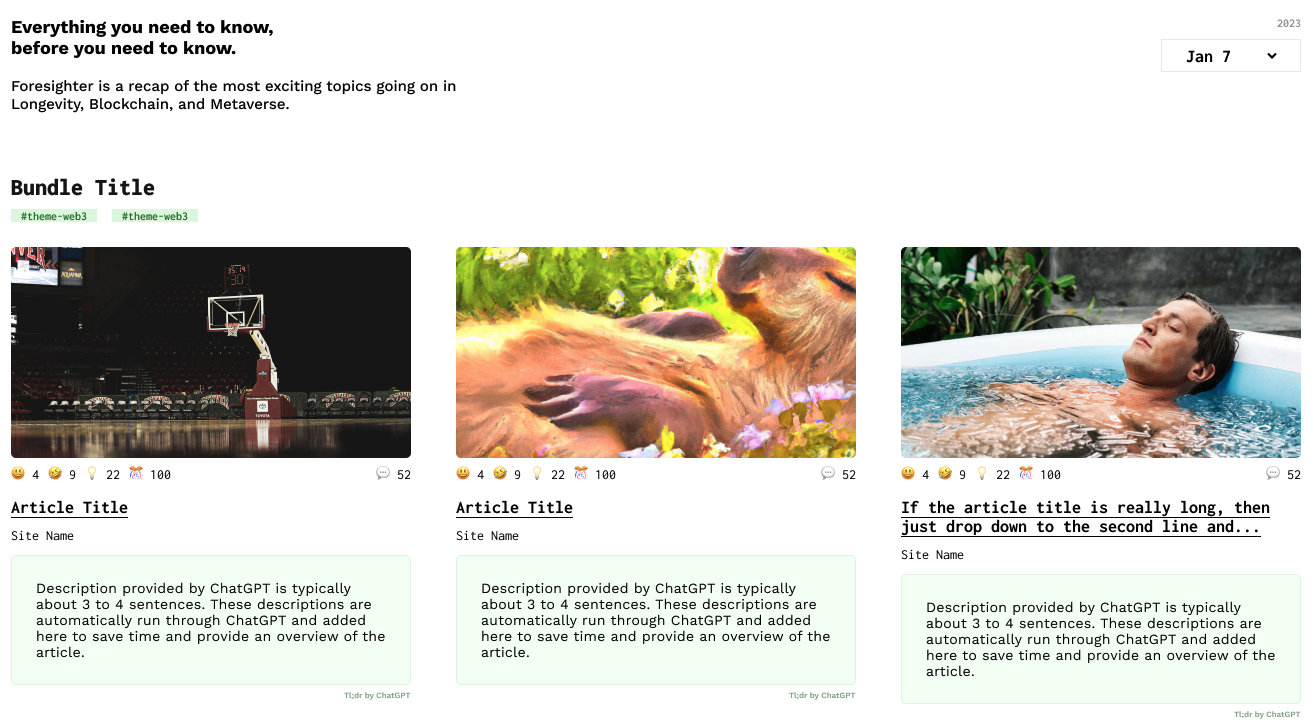 Everything you need to know,
before you need to know.
2023
Jan 7
Foresighter is a recap of the most exciting topics going on in
Longevity, Blockchain, and Metaverse.
Bundle Title
#theme-web3 #theme-web3
35.19
AQUAFINA
TOYOTA
4 9 22 100 52
4 9 22 100 52
4 9 22 100 52
Article Title
Site Name
Description provided by ChatGPT is typically
about 3 to 4 sentences. These descriptions are
automatically run through ChatGPT and added
here to save time and provide an overview of the
article.
Tl;dr by ChatGPT
Article Title
Site Name
Description provided by ChatGPT is typically
about 3 to 4 sentences. These descriptions are
automatically run through ChatGPT and added
here to save time and provide an overview of the
article.
Tl;dr by ChatGPT
If the article title is really long, then
just drop down to the second line and...
Site Name
Description provided by ChatGPT is typically
about 3 to 4 sentences. These descriptions are
automatically run through ChatGPT and added
here to save time and provide an overview of the
article.
Tl;dr by ChatGPT